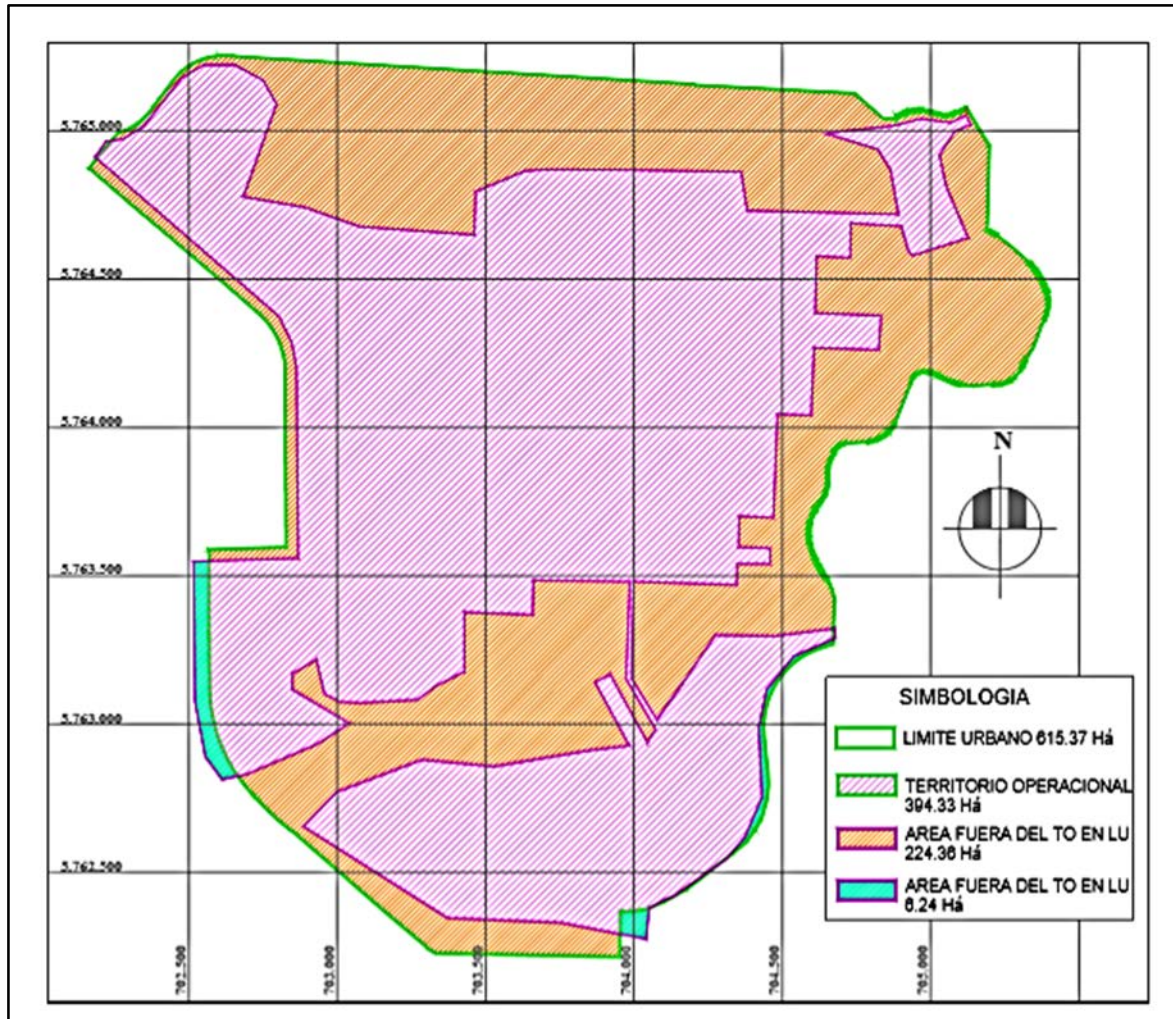 5.765.000
5.764.500
5.764.000
5.763.500
5.763.000
5.762.500
702.500
703.000
703.500
704.000
704.500
705.000
N
SIMBOLOGIA
LIMITE URBANO 615.37 Há
TERRITORIO OPERACIONAL
394.33 Há
AREA FUERA DEL TO EN LU
224.36 Há
AREA FUERA DEL TO EN LU
6.24 Há